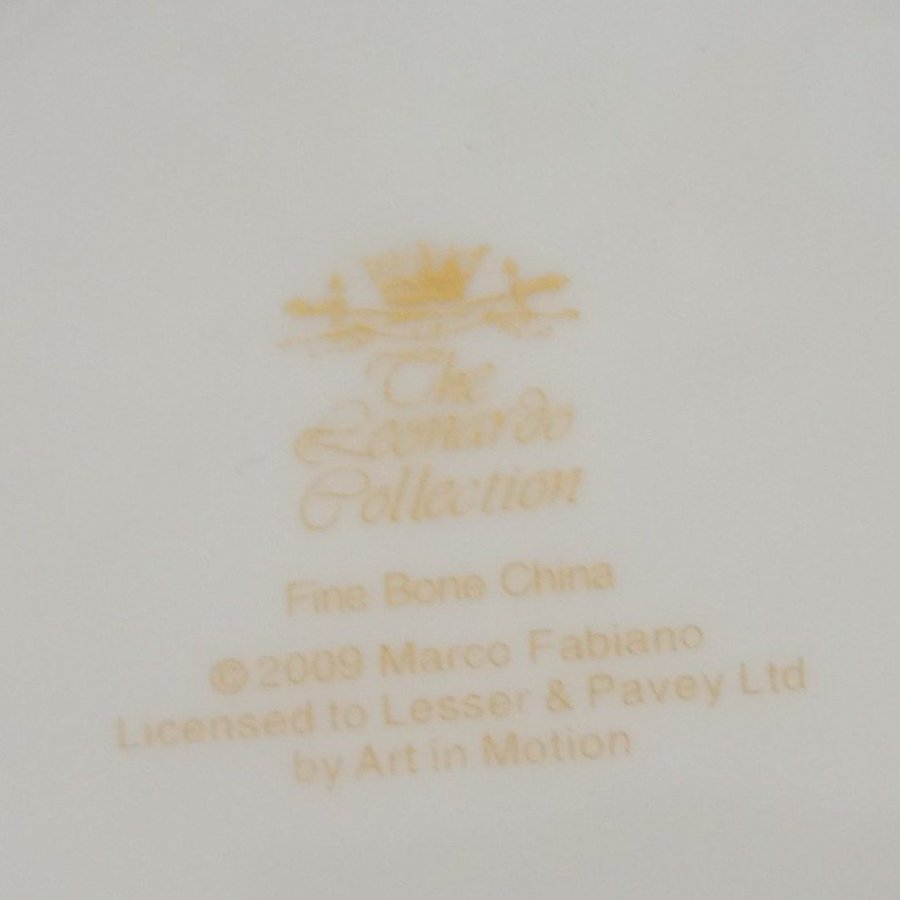 The
Leonardo
Collection
Fine Bone China
© 2009 Marco Fabiano
Licensed to Lesser & Pavey Ltd
by Art in Motion